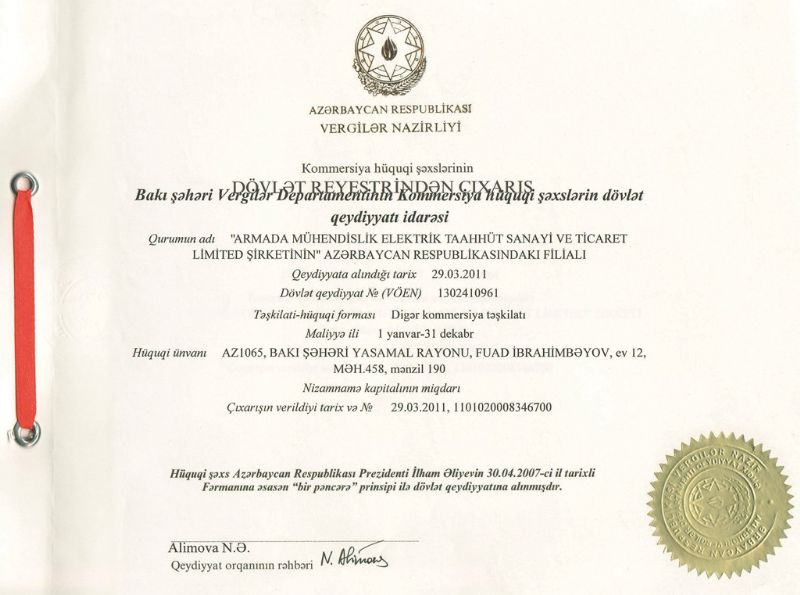 AZƏRBAYCAN RESPUBLİKASI
VERGİLƏR NAZİRLİYİ
Kommersiya hüquqi şəxslərinin
DÖVLƏT REYESTRİNDƏN ÇIXARIŞ
Bakı şəhəri Vergilər Departamentinin Kommersiya hüquqi şəxslərin dövlət
qeydiyyatı idarəsi
Qurumun adı "ARMADA MÜHENDİSLİK ELEKTRİK TAAHHÜT SANAYİ VE TİCARET
LİMİTED ŞİRKETİNİN" AZƏRBAYCAN RESPUBLİKASINDAKI FİLİALI
Qeydiyyata alındığı tarix 29.03.2011
Dövlət qeydiyyat № (VÖEN) 1302410961
Təşkilati-hüquqi forması Digər kommersiya təşkilatı
Maliyyə ili 1 yanvar-31 dekabr
Hüquqi ünvanı AZ1065, BAKI ŞƏHƏRİ YASAMAL RAYONU, FUAD İBRAHİMBƏYOV, ev 12,
MƏH.458, mənzil 190
Nizamnamə kapitalının miqdarı
Çıxarışın verildiyi tarix və № 29.03.2011, 1101020008346700
Hüquqi şəxs Azərbaycan Respublikası Prezidenti İlham Əliyevin 30.04.2007-ci il tarixli
Fərmanına əsasən "bir pəncərə" prinsipi ilə dövlət qeydiyyatına alınmışdır.
Alimova N.Ə.
Qeydiyyat orqanının rəhbəri N. Alimova